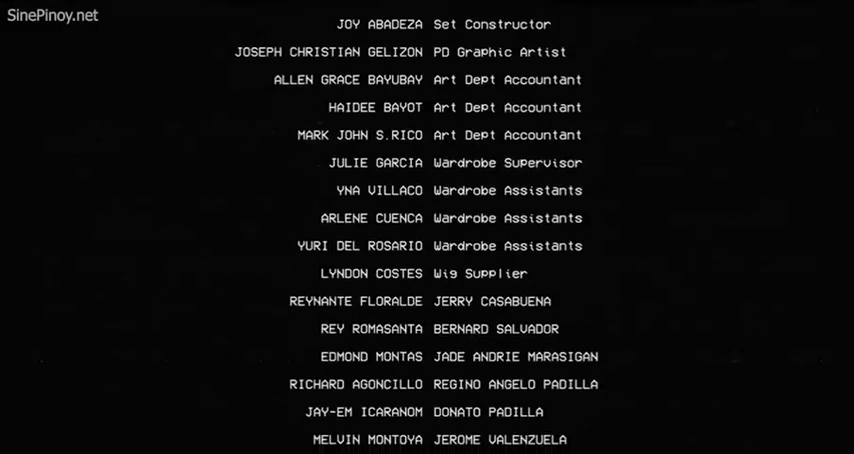 SinePinoy.net
JOY ABADEZA Set Constructor
JOSEPH CHRISTIAN GELIZON PD Graphic Artist
ALLEN GRACE BAYUBAY Art Dept Accountant
HAIDEE BAYOT Art Dept Accountant
MARK JOHN S.RICO Art Dept Accountant
JULIE GARCIA Wardrobe Supervisor
YNA VILLACO Wardrobe Assistants
ARLENE CUENCA Wardrobe Assistants
YURI DEL ROSARIO Wardrobe Assistants
LYNDON COSTES Wig Supplier
REYNANTE FLORALDE JERRY CASABUENA
REY ROMASANTA BERNARD SALVADOR
EDMOND MONTAS JADE ANDRIE MARASIGAN
RICHARD AGONCILLO REGINO ANGELO PADILLA
JAY-EM ICARANOM DONATO PADILLA
MELVIN MONTOYA JEROME VALENZUELA